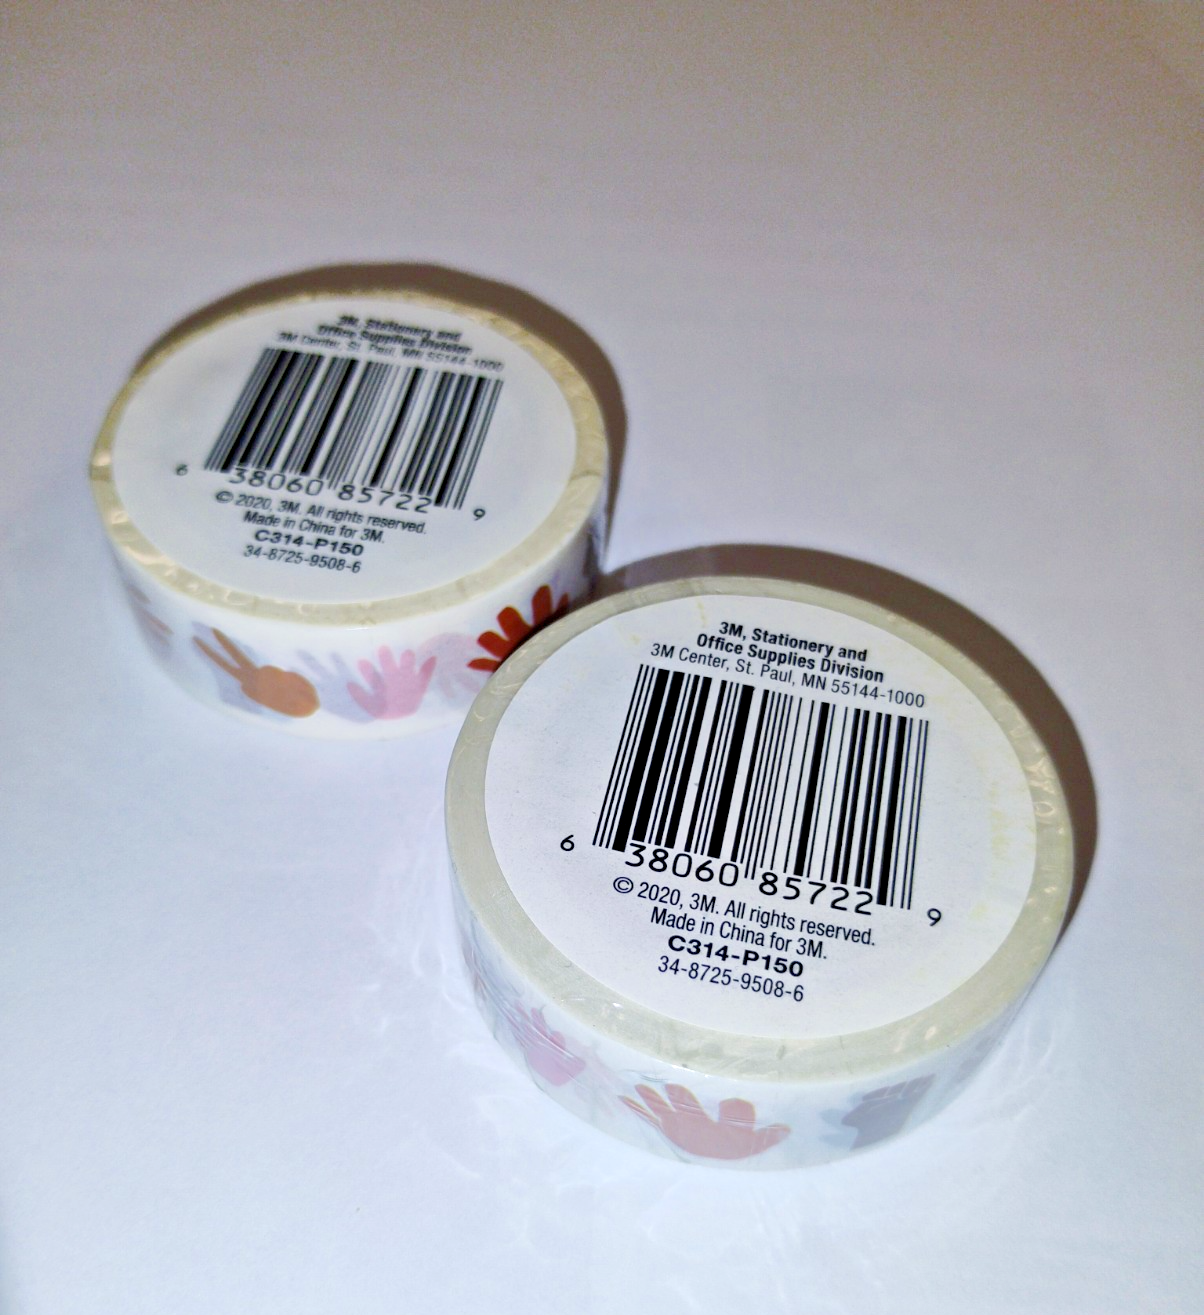 3M, Stationery and
Office Supplies Division
3M Center, St. Paul, MN 55144-1000
6 38060 85722 9
© 2020, 3M. All rights reserved.
Made in China for 3M.
C314-P150
34-8725-9508-6
3M, Stationery and
Office Supplies Division
3M Center, St. Paul, MN 55144-1000
6 38060 85722 9
© 2020, 3M. All rights reserved.
Made in China for 3M.
C314-P150
34-8725-9508-6